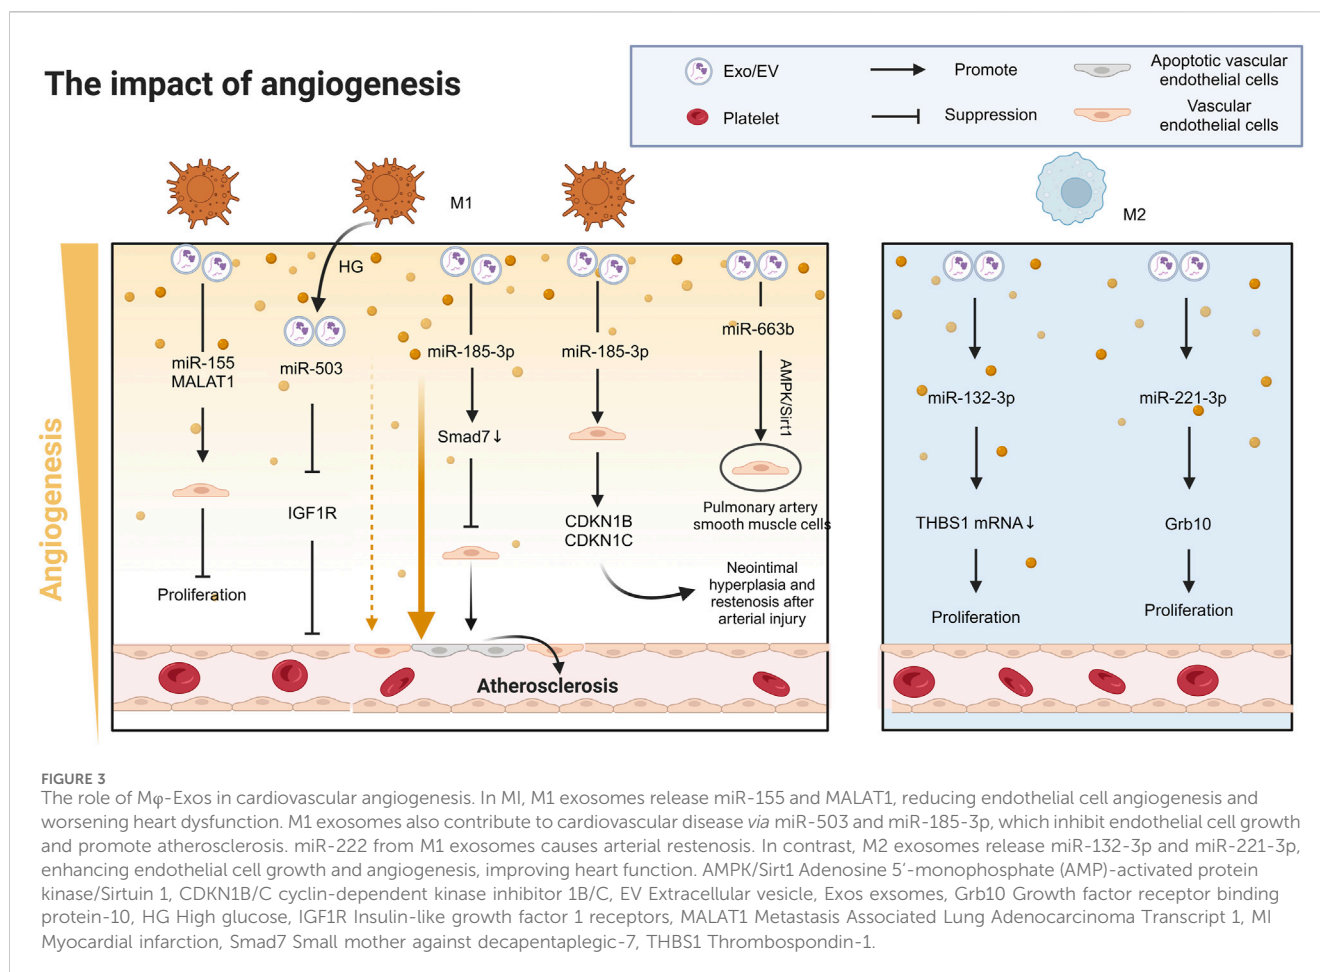 The impact of angiogenesis
Exo/EV
Promote
Apoptotic vascular
endothelial cells
Platelet
Suppression
Vascular
endothelial cells
M1
M2
Angiogenesis
HG
miR-155
MALAT1
Proliferation
miR-503
IGF1R
miR-185-3p
Smad7↓
Atherosclerosis
miR-185-3p
CDKN1B
CDKN1C
Neointimal
hyperplasia and
restenosis after
arterial injury
miR-663b
AMPK/Sirt1
Pulmonary artery
smooth muscle cells
miR-132-3p
THBS1 mRNA↓
Proliferation
miR-221-3p
Grb10
Proliferation
FIGURE 3
The role of Mφ-Exos in cardiovascular angiogenesis. In MI, M1 exosomes release miR-155 and MALAT1, reducing endothelial cell angiogenesis and
worsening heart dysfunction. M1 exosomes also contribute to cardiovascular disease via miR-503 and miR-185-3p, which inhibit endothelial cell growth
and promote atherosclerosis. miR-222 from M1 exosomes causes arterial restenosis. In contrast, M2 exosomes release miR-132-3p and miR-221-3p,
enhancing endothelial cell growth and angiogenesis, improving heart function. AMPK/Sirt1 Adenosine 5′-monophosphate (AMP)-activated protein
kinase/Sirtuin 1, CDKN1B/C cyclin-dependent kinase inhibitor 1B/C, EV Extracellular vesicle, Exos exsomes, Grb10 Growth factor receptor binding
protein-10, HG High glucose, IGF1R Insulin-like growth factor 1 receptors, MALAT1 Metastasis Associated Lung Adenocarcinoma Transcript 1, MI
Myocardial infarction, Smad7 Small mother against decapentaplegic-7, THBS1 Thrombospondin-1.